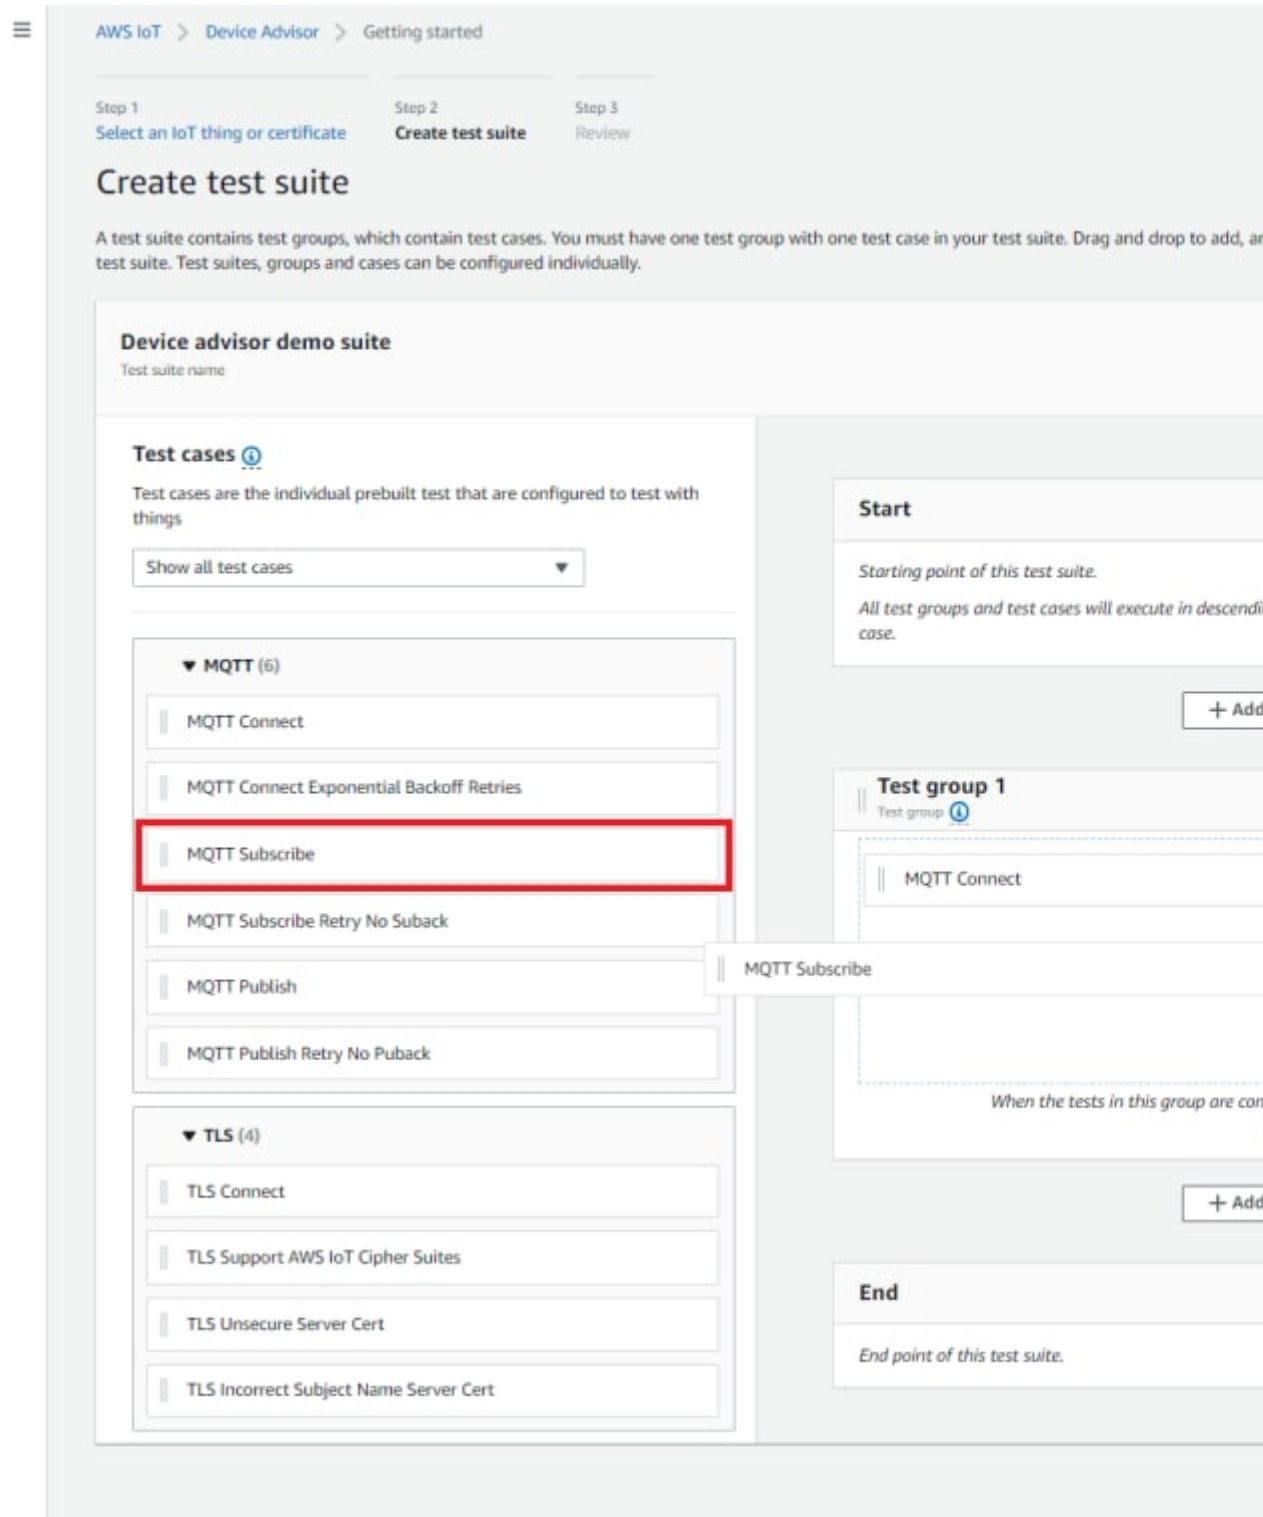 AWS IoT > Device Advisor > Getting started
Step 1
Select an IoT thing or certificate
Step 2
Create test suite
Step 3
Review
Create test suite
A test suite contains test groups, which contain test cases. You must have one test group with one test case in your test suite. Drag and drop to add,
test suite. Test suites, groups and cases can be configured individually.
Device advisor demo suite
Test suite name
Test cases
Test cases are the individual prebuilt test that are configured to test with
things
Show all test cases
MQTT (6)
MQTT Connect
MQTT Connect Exponential Backoff Retries
MQTT Subscribe
MQTT Subscribe Retry No Suback
MQTT Publish
MQTT Publish Retry No Puback
TLS (4)
TLS Connect
TLS Support AWS IoT Cipher Suites
TLS Unsecure Server Cert
TLS Incorrect Subject Name Server Cert
Start
Starting point of this test suite.
All test groups and test cases will execute in
case.
+ Add
Test group 1
Test group
MQTT Connect
MQTT Subscribe
When the tests in this group are
+ Add
End
End point of this test suite.